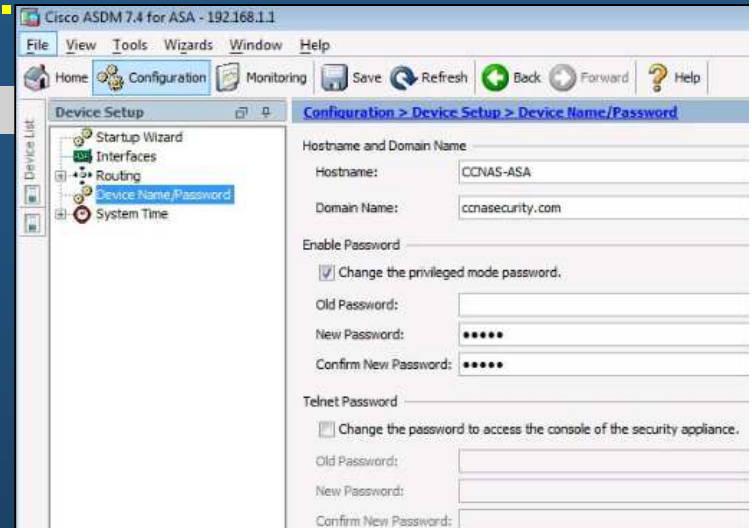 Cisco ASDM 7.4 for ASA - 192.168.1.1
File View Tools Wizards Window Help
Home Configuration Monitoring Save Refresh Back Forward Help
Device List
Device Setup
Configuration > Device Setup > Device Name/Password
Startup Wizard
Interfaces
Routing
Device Name/Password
System Time
Hostname and Domain Name
Hostname: CCNAS-ASA
Domain Name: ccnasecurity.com
Enable Password
Change the privileged mode password.
Old Password:
New Password: •••••
Confirm New Password: •••••
Telnet Password
Change the password to access the console of the security appliance.
Old Password:
New Password:
Confirm New Password: